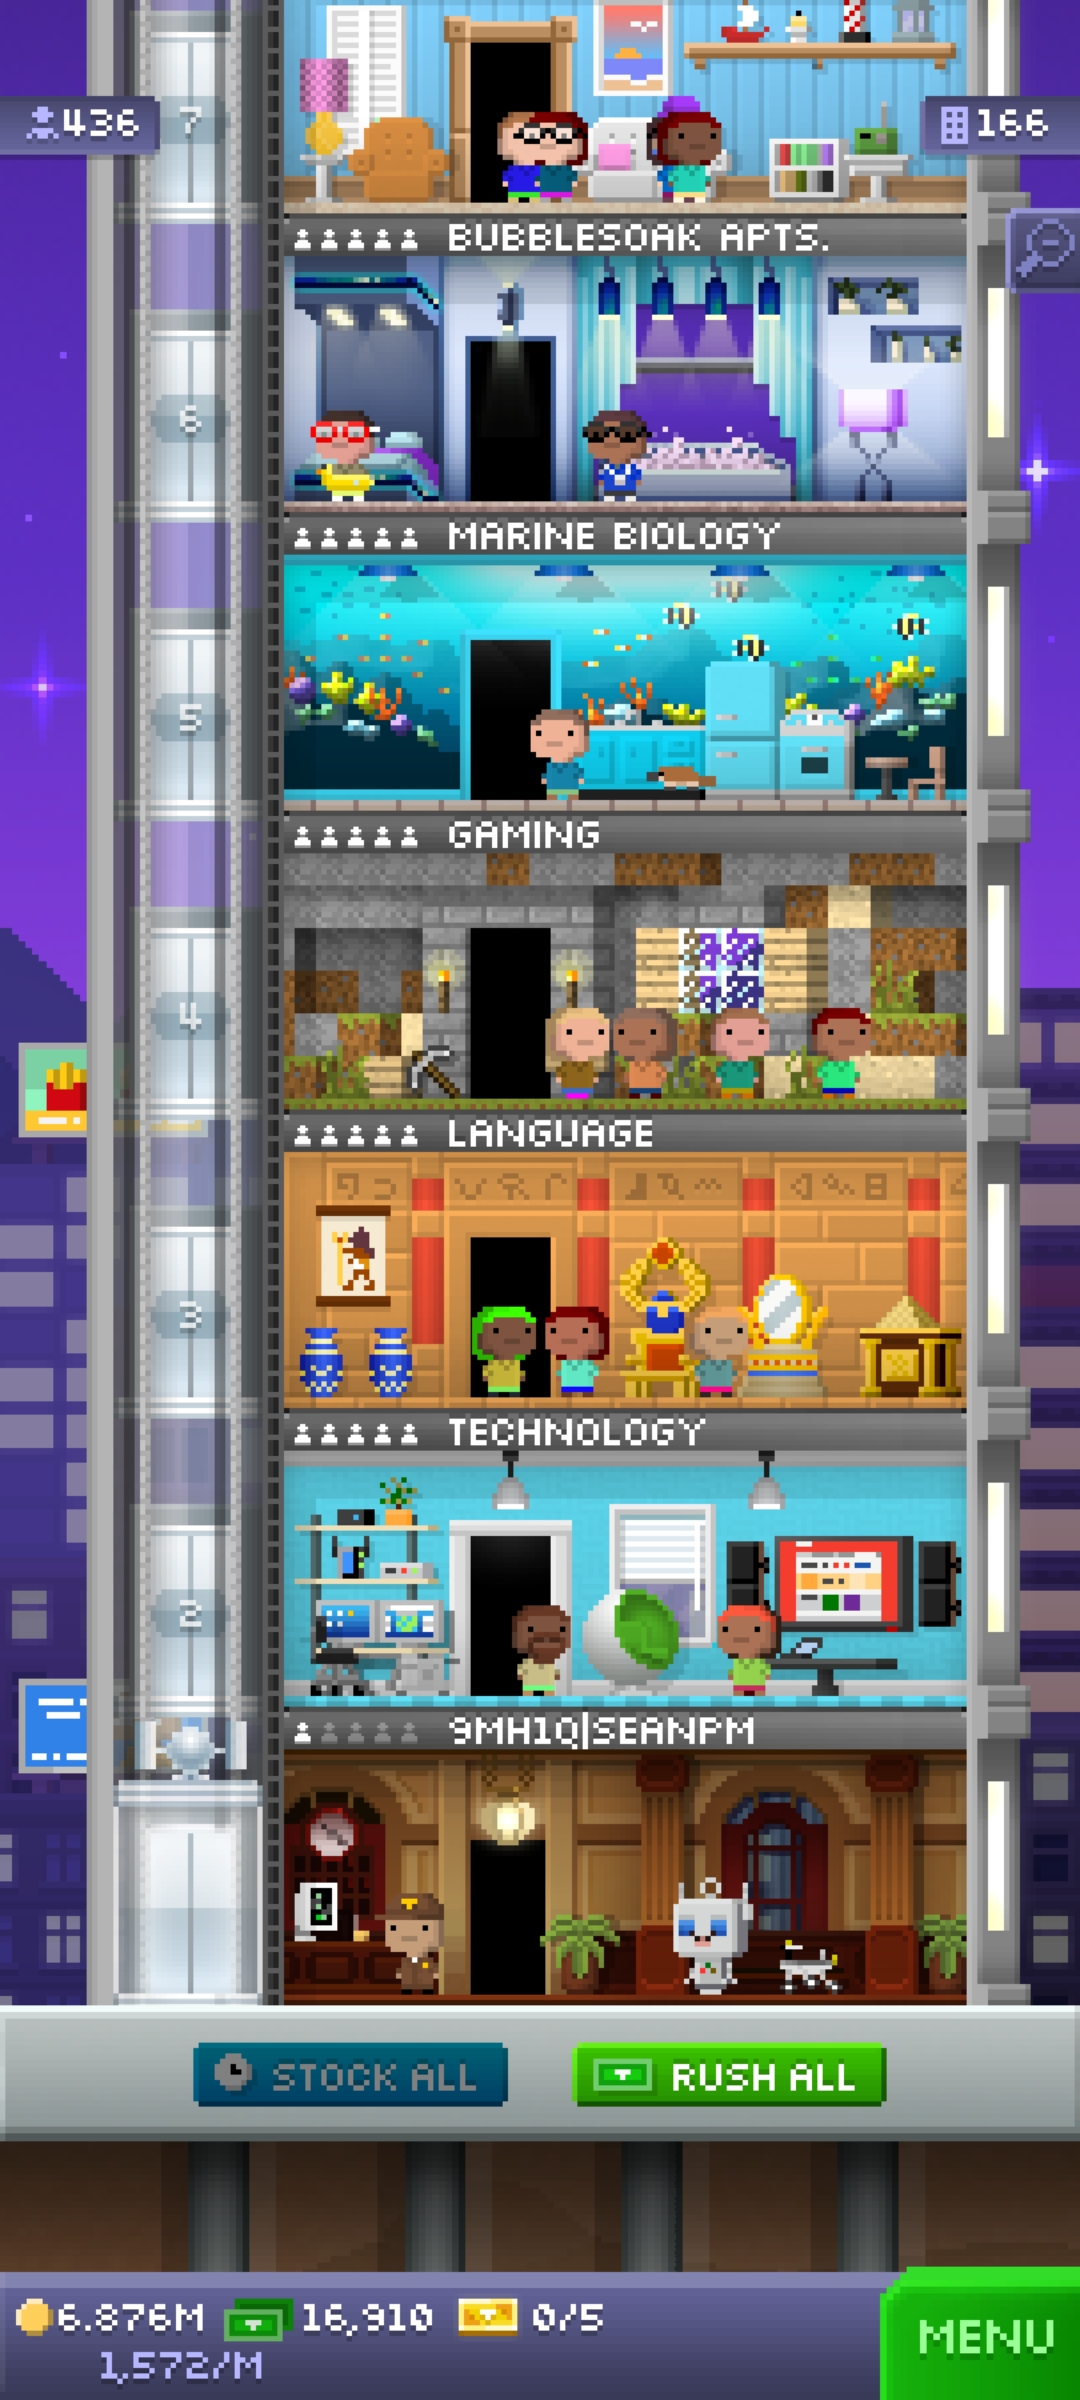 436
7
166
BUBBLESOAK APTS.
6
MARINE BIOLOGY
5
GAMING
4
LANGUAGE
3
TECHNOLOGY
2
9MH1Q|SEANPM
STOCK ALL
RUSH ALL
6.876M
16,910
0/5
1,572/M
MENU